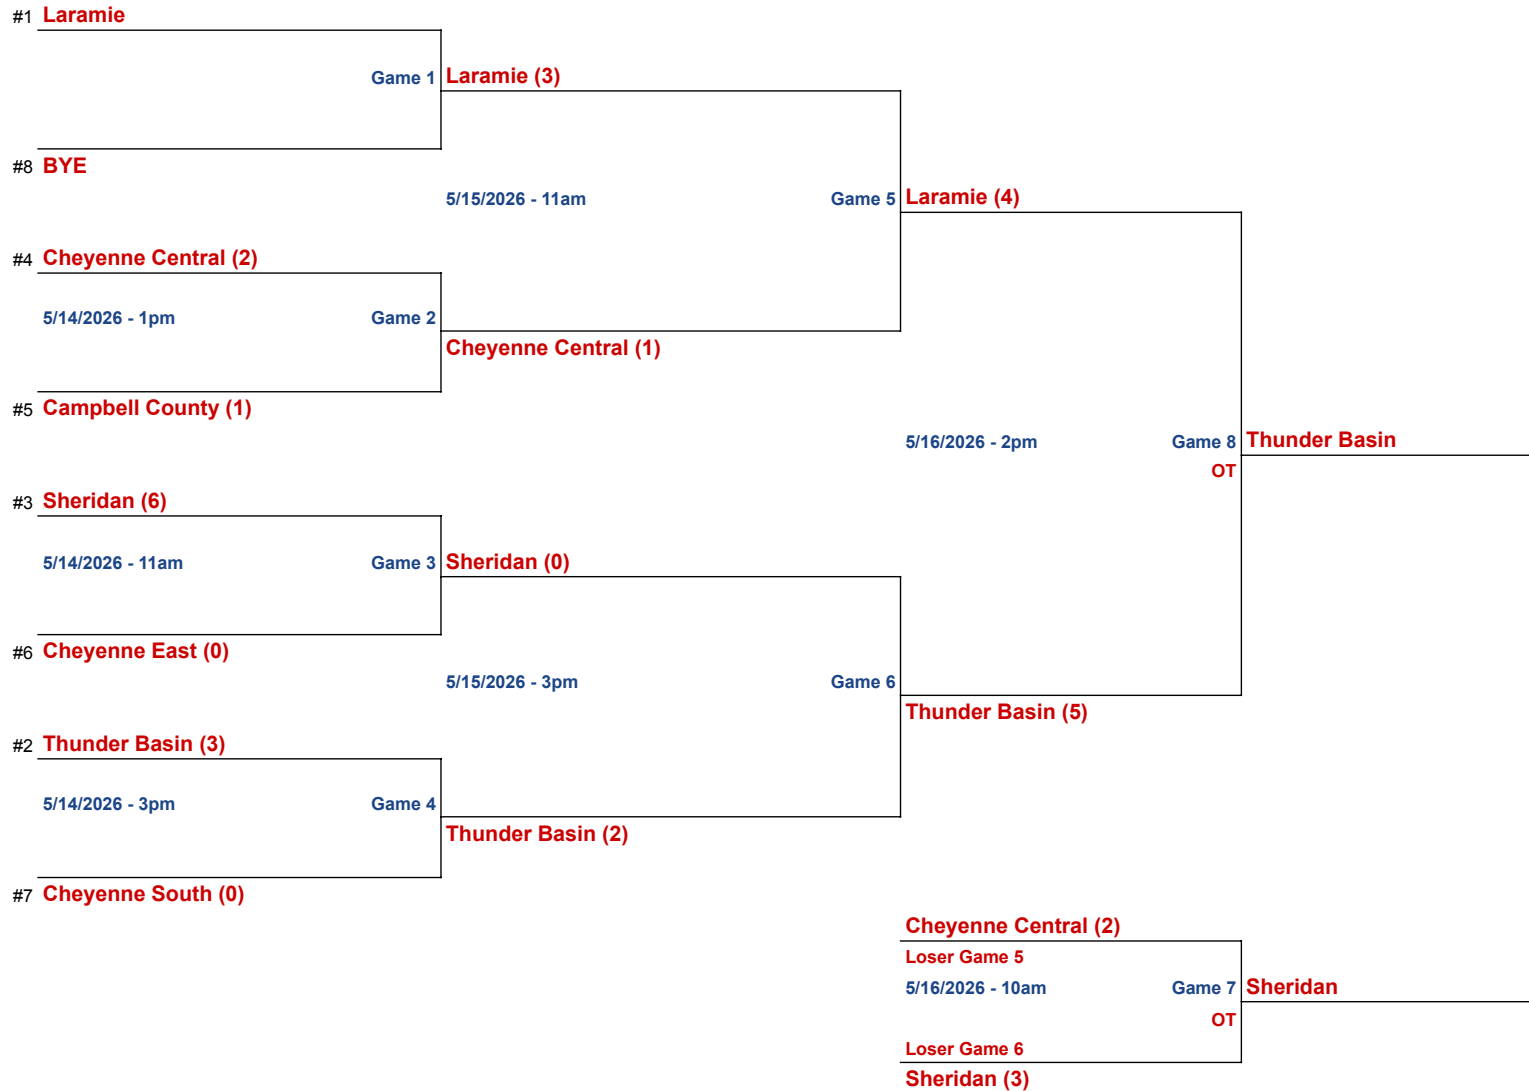 #1 Laramie
Game 1 Laramie (3)
#8 BYE
5/15/2026 - 11am Game 5 Laramie (4)
#4 Cheyenne Central (2)
5/14/2026 - 1pm Game 2
Cheyenne Central (1)
#5 Campbell County (1)
5/16/2026 - 2pm Game 8 Thunder Basin
OT
#3 Sheridan (6)
5/14/2026 - 11am Game 3 Sheridan (0)
#6 Cheyenne East (0)
5/15/2026 - 3pm Game 6
Thunder Basin (5)
#2 Thunder Basin (3)
5/14/2026 - 3pm Game 4
Thunder Basin (2)
#7 Cheyenne South (0)
Cheyenne Central (2)
Loser Game 5
5/16/2026 - 10am Game 7 Sheridan
OT
Loser Game 6
Sheridan (3)